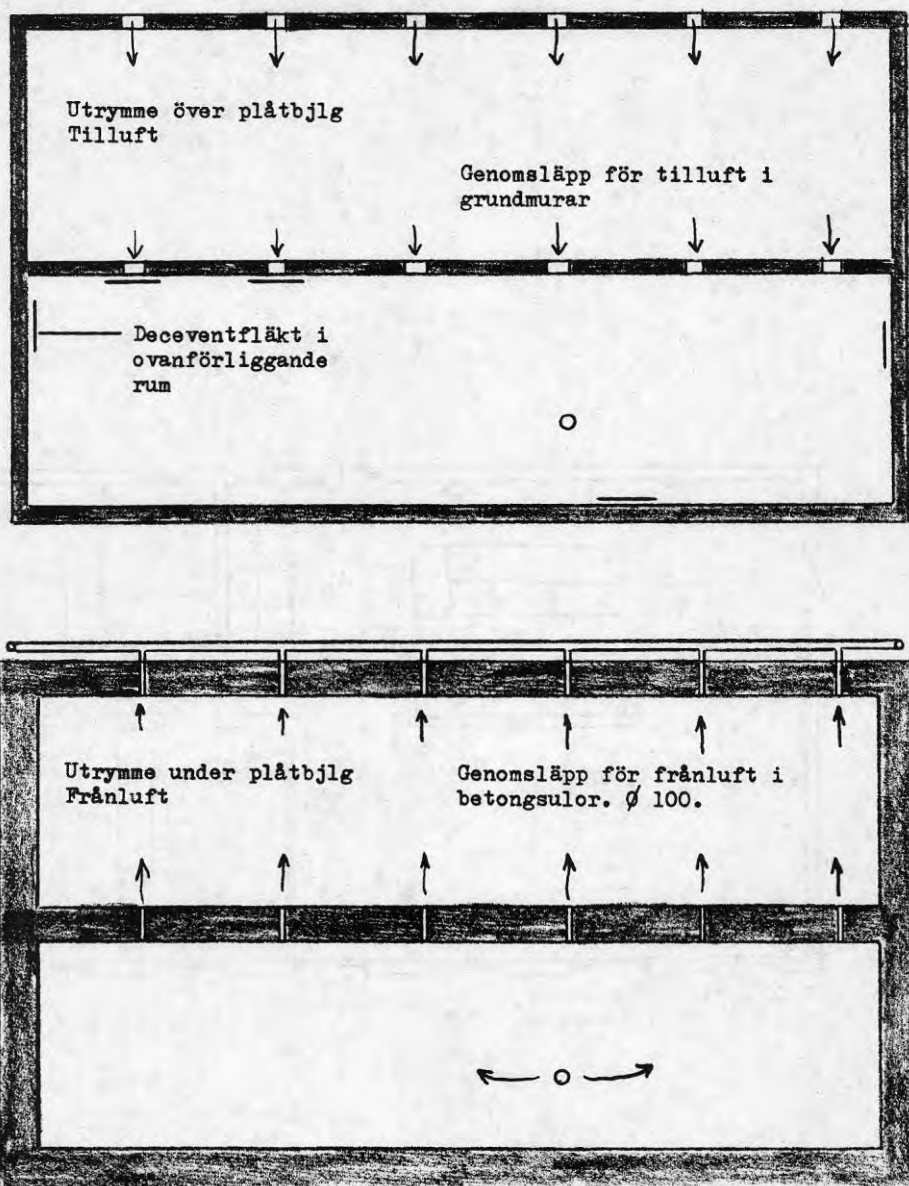 Utrymme över plåtbjlg
Tilluft
Genomsläpp för tilluft i
grundmurar
Deceventfläkt i
ovanförliggande
rum
Utrymme under plåtbjlg
Frånluft
Genomsläpp för frånluft i
betongsulor. Ø 100.